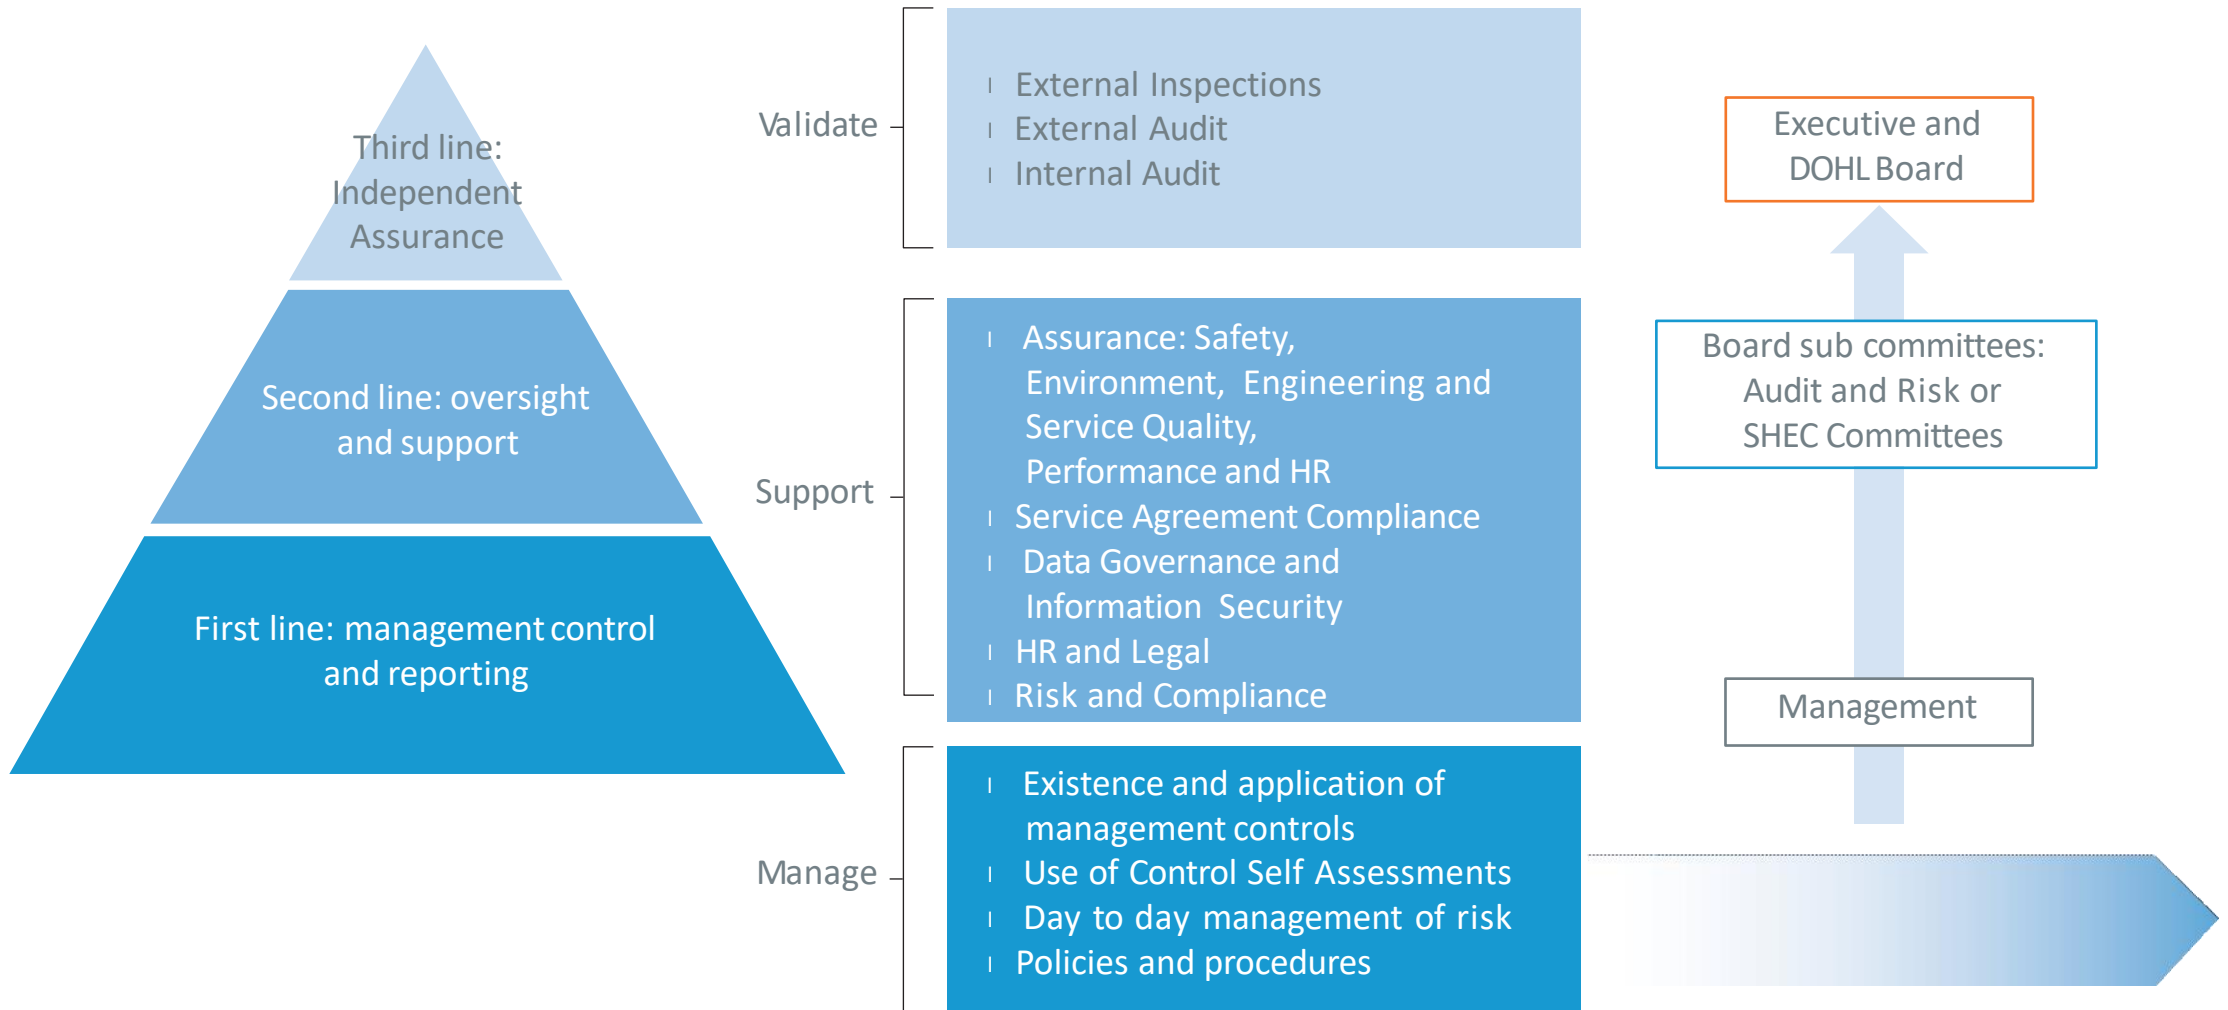 Third line:
Independent
Assurance
Second line: oversight
and support
First line: management control
and reporting
Validate
External Inspections
External Audit
Internal Audit
Support
Assurance: Safety,
Environment, Engineering and
Service Quality,
Performance and HR
Service Agreement Compliance
Data Governance and
Information Security
HR and Legal
Risk and Compliance
Manage
Existence and application of
management controls
Use of Control Self Assessments
Day to day management of risk
Policies and procedures
Executive and
DOHL Board
Board sub committees:
Audit and Risk or
SHEC Committees
Management